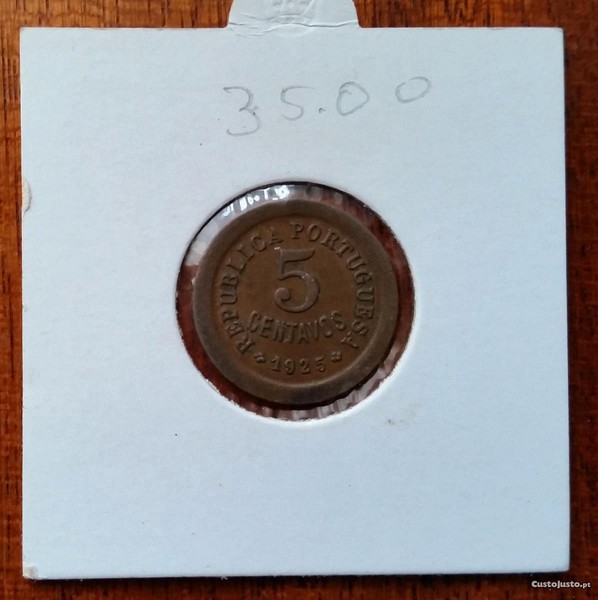 35.00
REPUBLICA PORTUGUESA
5
CENTAVOS
* 1925 *
CustoJusto.pt